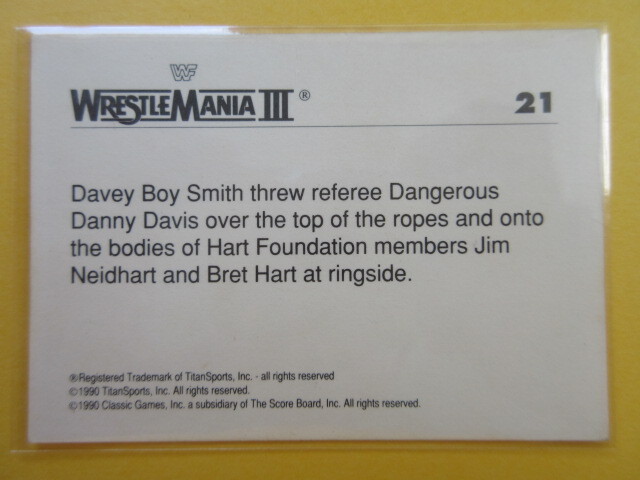 WF
WRESTLEMANIA III ®
21
Davey Boy Smith threw referee Dangerous
Danny Davis over the top of the ropes and onto
the bodies of Hart Foundation members Jim
Neidhart and Bret Hart at ringside.
®Registered Trademark of TitanSports, Inc. - all rights reserved
©1990 TitanSports, Inc. All rights reserved.
©1990 Classic Games, Inc. a subsidiary of The Score Board, Inc. All rights reserved.